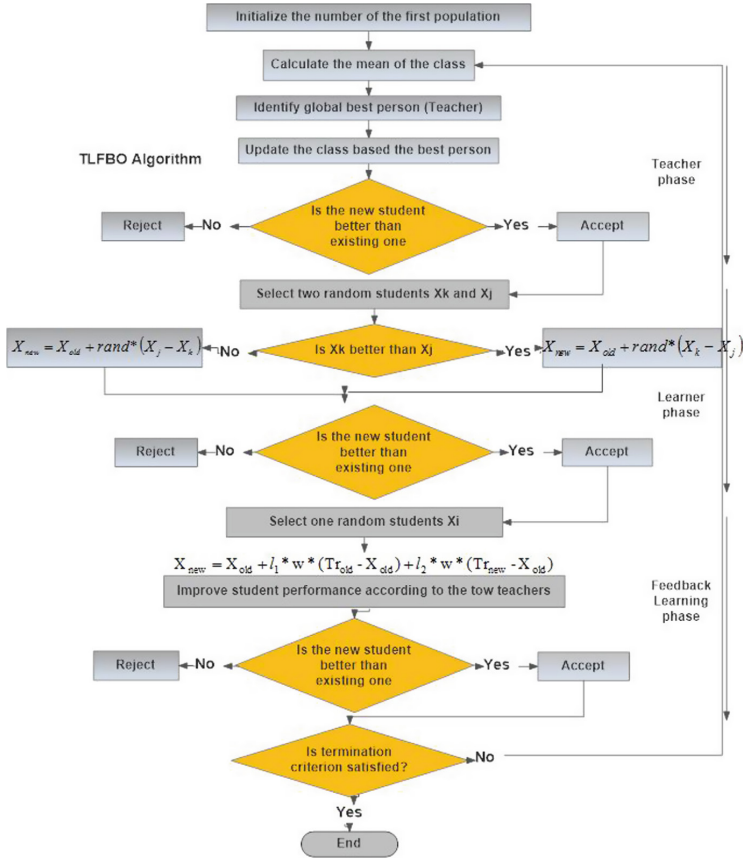 Initialize the number of the first population
Calculate the mean of the class
Identify global best person (Teacher)
Update the class based the best person
TLFBO Algorithm
Teacher
phase
Is the new student
better than
existing one
Reject
No
Yes
Accept
Select two random students Xk and Xj
X_new = X_old + rand*(X_j − X_k)
No
Is Xk better than Xj
Yes
X_new = X_old + rand*(X_k − X_j)
Learner
phase
Is the new student
better than
existing one
Reject
No
Yes
Accept
Select one random students Xi
X_new = X_old + l_1 * w * (Tr_old - X_old) + l_2 * w * (Tr_new - X_old)
Improve student performance according to the tow teachers
Feedback
Learning
phase
Is the new student
better than
existing one
Reject
No
Yes
Accept
Is termination
criterion satisfied?
No
Yes
End